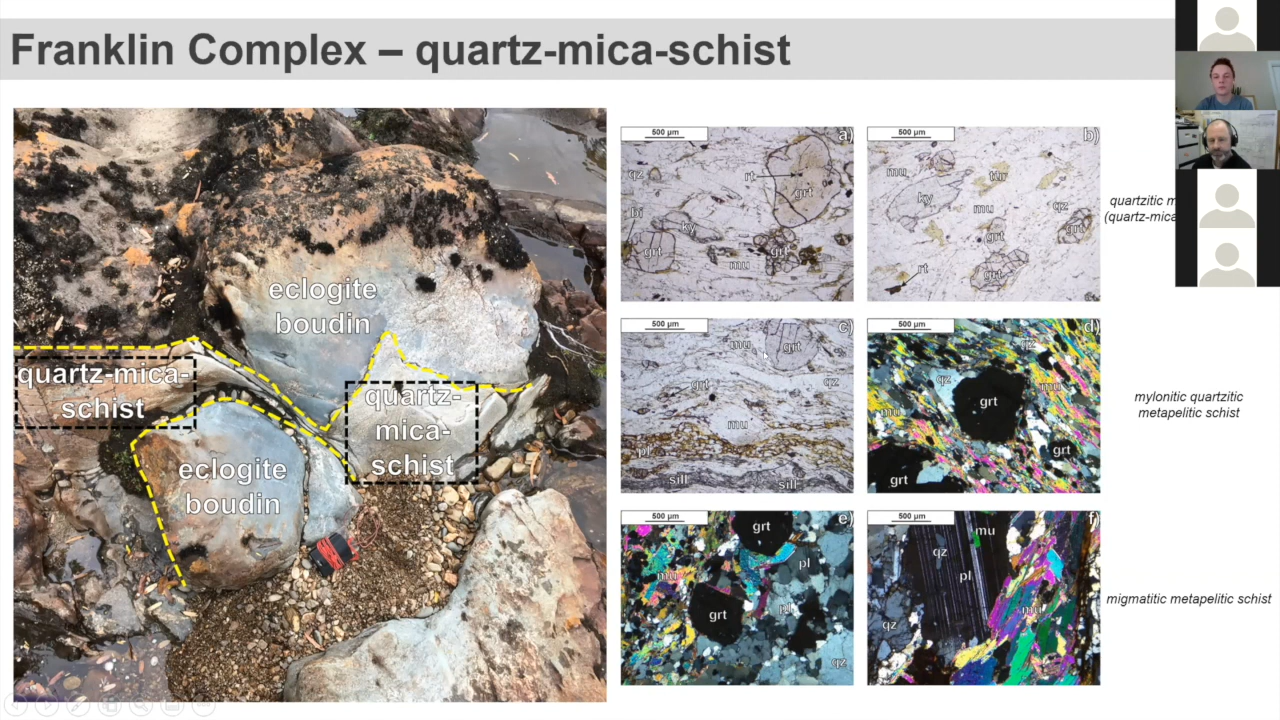 Franklin Complex – quartz-mica-schist
eclogite
boudin
quartz-mica-
schist
quartz-
mica-
schist
eclogite
boudin
500 µm
a)
qz
rt
grt
bi
ky
grt
grt
mu
500 µm
b)
mu
tur
ky
mu
qz
grt
grt
rt
grt
quartzitic
(quartz-mica
500 µm
c)
mu
grt
grt
qz
mu
pl
sill
sill
500 µm
d)
qz
qz
mu
grt
mu
grt
grt
mylonitic quartzitic
metapelitic schist
500 µm
e)
grt
pl
mu
grt
pl
qz
500 µm
f)
mu
qz
pl
mu
qz
migmatitic metapelitic schist